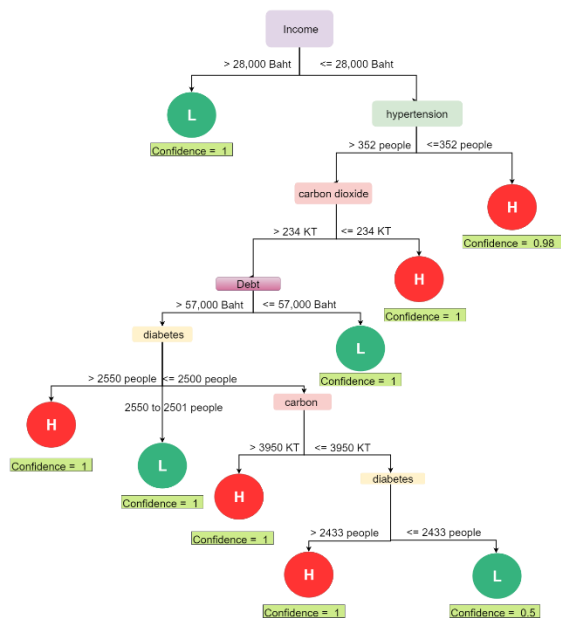 Income
> 28,000 Baht
<= 28,000 Baht
L
Confidence = 1
hypertension
> 352 people
<=352 people
carbon dioxide
H
Confidence = 0.98
> 234 KT
<= 234 KT
Debt
H
Confidence = 1
> 57,000 Baht
<= 57,000 Baht
diabetes
L
Confidence = 1
> 2550 people
<= 2500 people
2550 to 2501 people
H
Confidence = 1
L
Confidence = 1
carbon
> 3950 KT
<= 3950 KT
H
Confidence = 1
diabetes
> 2433 people
<= 2433 people
H
Confidence = 1
L
Confidence = 0.5